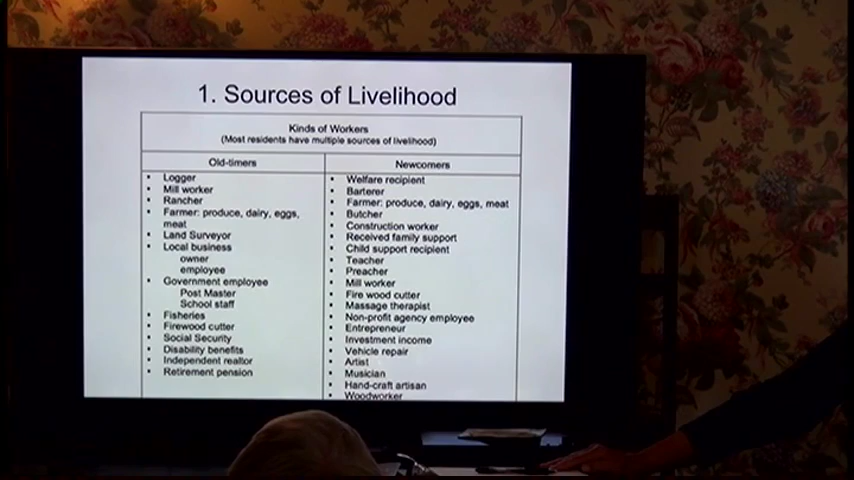 1. Sources of Livelihood
Kinds of Workers
(Most residents have multiple sources of livelihood)
Old-timers
Logger
Mill worker
Rancher
Farmer: produce, dairy, eggs,
meat
Land Surveyor
Local business
owner
employee
Government employee
Post Master
School staff
Fisheries
Firewood cutter
Social Security
Disability benefits
Independent realtor
Retirement pension
Newcomers
Welfare recipient
Barterer
Farmer: produce, dairy, eggs, meat
Butcher
Construction worker
Received family support
Child support recipient
Teacher
Preacher
Mill worker
Fire wood cutter
Massage therapist
Non-profit agency employee
Entrepreneur
Investment income
Vehicle repair
Artist
Musician
Hand-craft artisan
Woodworker